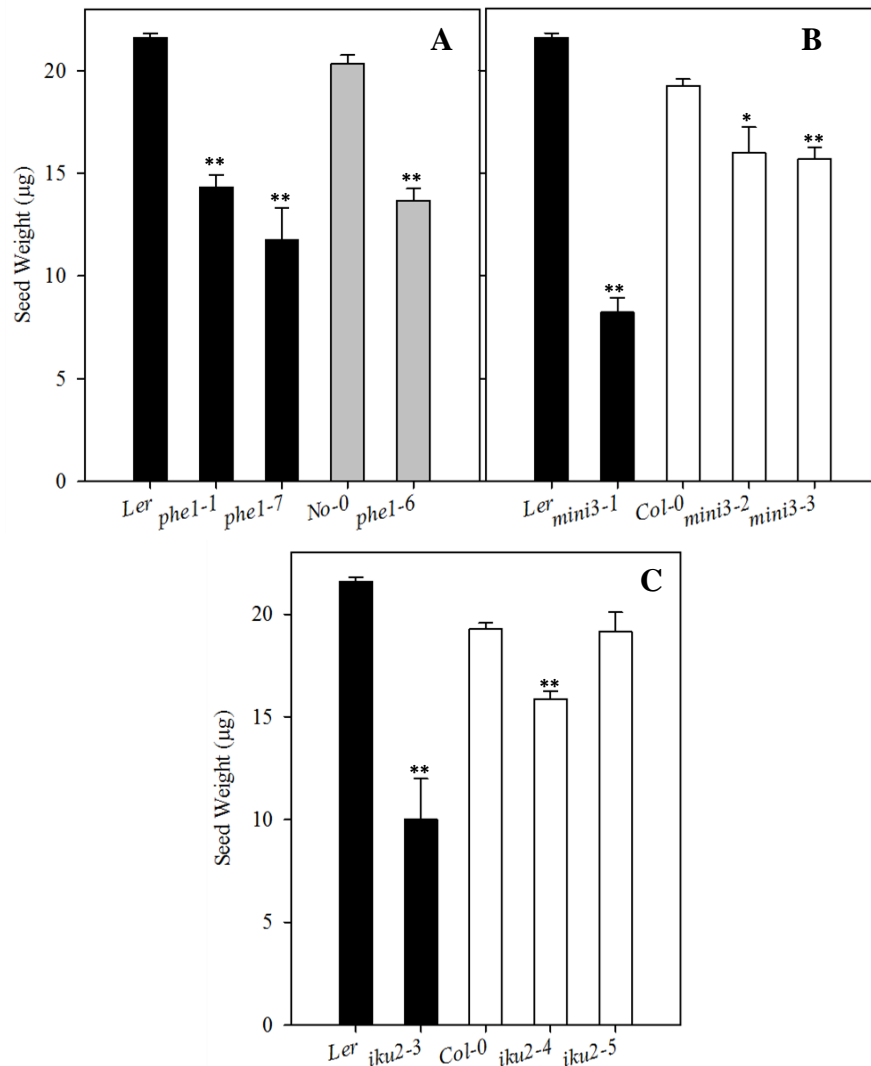 A
B
Seed Weight (µg)
20
15
10
5
0
**
**
**
**
*
**
Ler phe1-1 phe1-7 No-0 phe1-6
Ler mini3-1 Col-0 mini3-2 mini3-3
C
Seed Weight (µg)
20
15
10
5
0
**
**
Ler iku2-3 Col-0 iku2-4 iku2-5